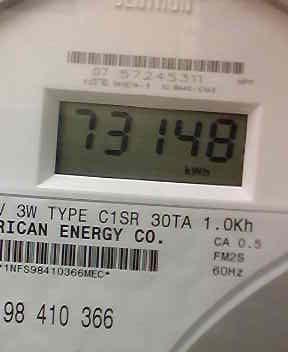 07 57245311
73148
kWh
V 3W TYPE C1SR 30TA 1.0Kh
RICAN ENERGY CO.
CA 0.5
FM2S
60Hz
*1NFS98410366MEC*
98 410 366